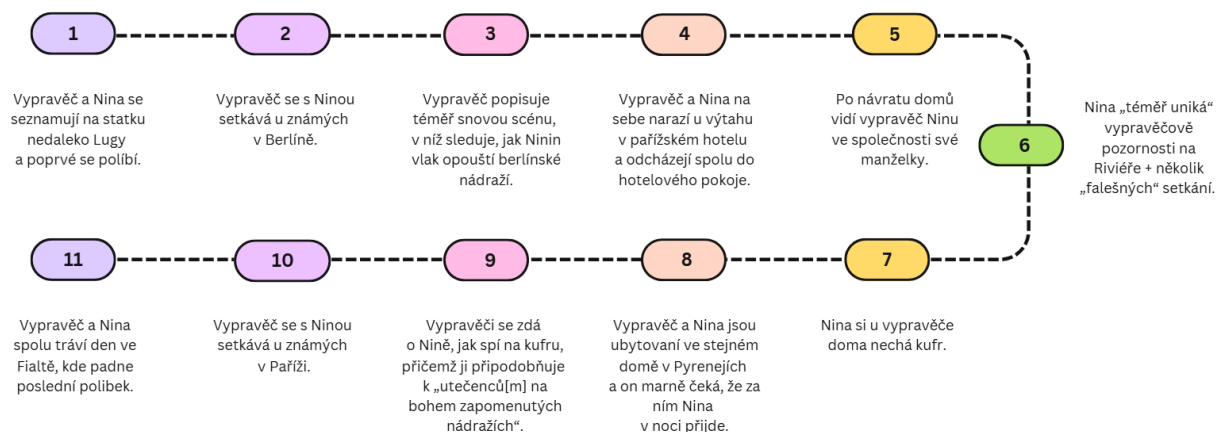 1
Vypravěč a Nina se
seznamují na statku
nedaleko Lugy
a poprvé se políbí.
2
Vypravěč se s Ninou
setkává u známých
v Berlíně.
3
Vypravěč popisuje
téměř snovou scénu,
v níž sleduje, jak Ninin
vlak opouští berlínské
nádraží.
4
Vypravěč a Nina na
sebe narazí u výtahu
v pařížském hotelu
a odcházejí spolu do
hotelového pokoje.
5
Po návratu domů
vidí vypravěč Ninu
ve společnosti své
manželky.
6
Nina „téměř uniká“
vypravěčově
pozornosti na
Riviéře + několik
„falešných“ setkání.
7
Nina si u vypravěče
doma nechá kufr.
8
Vypravěč a Nina jsou
ubytovaní ve stejném
domě v Pyrenejích
a on marně čeká, že za
ním Nina
v noci přijde.
9
Vypravěči se zdá
o Nině, jak spí na kufru,
přičemž ji připodobňuje
k „utečenců[m] na
bohem zapomenutých
nádražích“.
10
Vypravěč se s Ninou
setkává u známých
v Paříži.
11
Vypravěč a Nina
spolu tráví den ve
Fialtě, kde padne
poslední polibek.